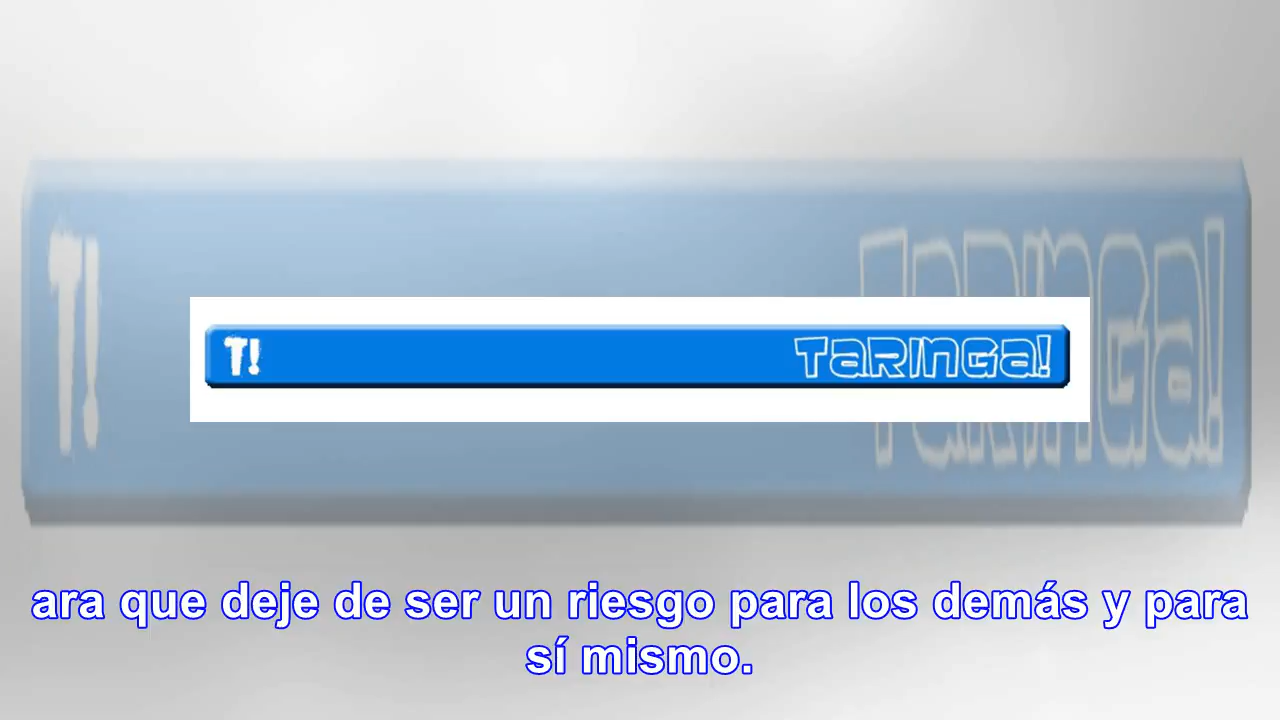 T! TaRINGa!
T! TaRINGa!
ara que deje de ser un riesgo para los demás y para
sí mismo.